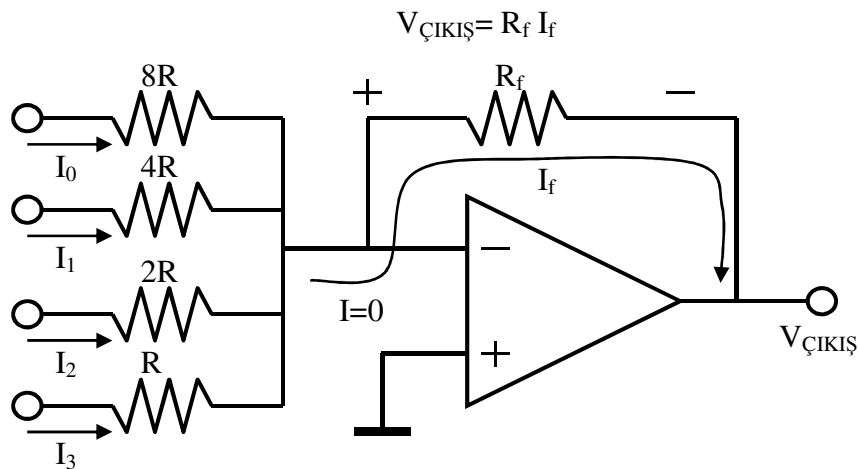 V_ÇIKIŞ= R_f I_f
8R
+ R_f −
I_0
4R
I_f
I_1
2R
−
I=0
I_2
+
V_ÇIKIŞ
R
I_3